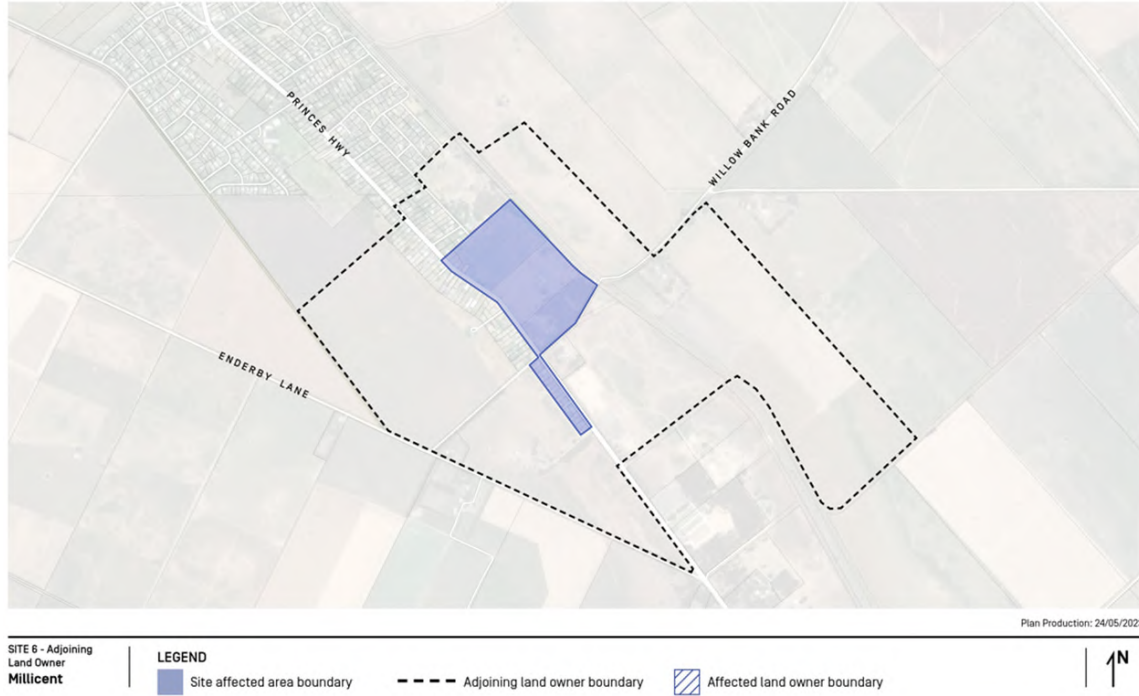 PRINCES HWY
WILLOW BANK ROAD
ENDERBY LANE
Plan Production: 24/05/202
SITE 6 - Adjoining
Land Owner
Millicent
LEGEND
Site affected area boundary
Adjoining land owner boundary
Affected land owner boundary
N